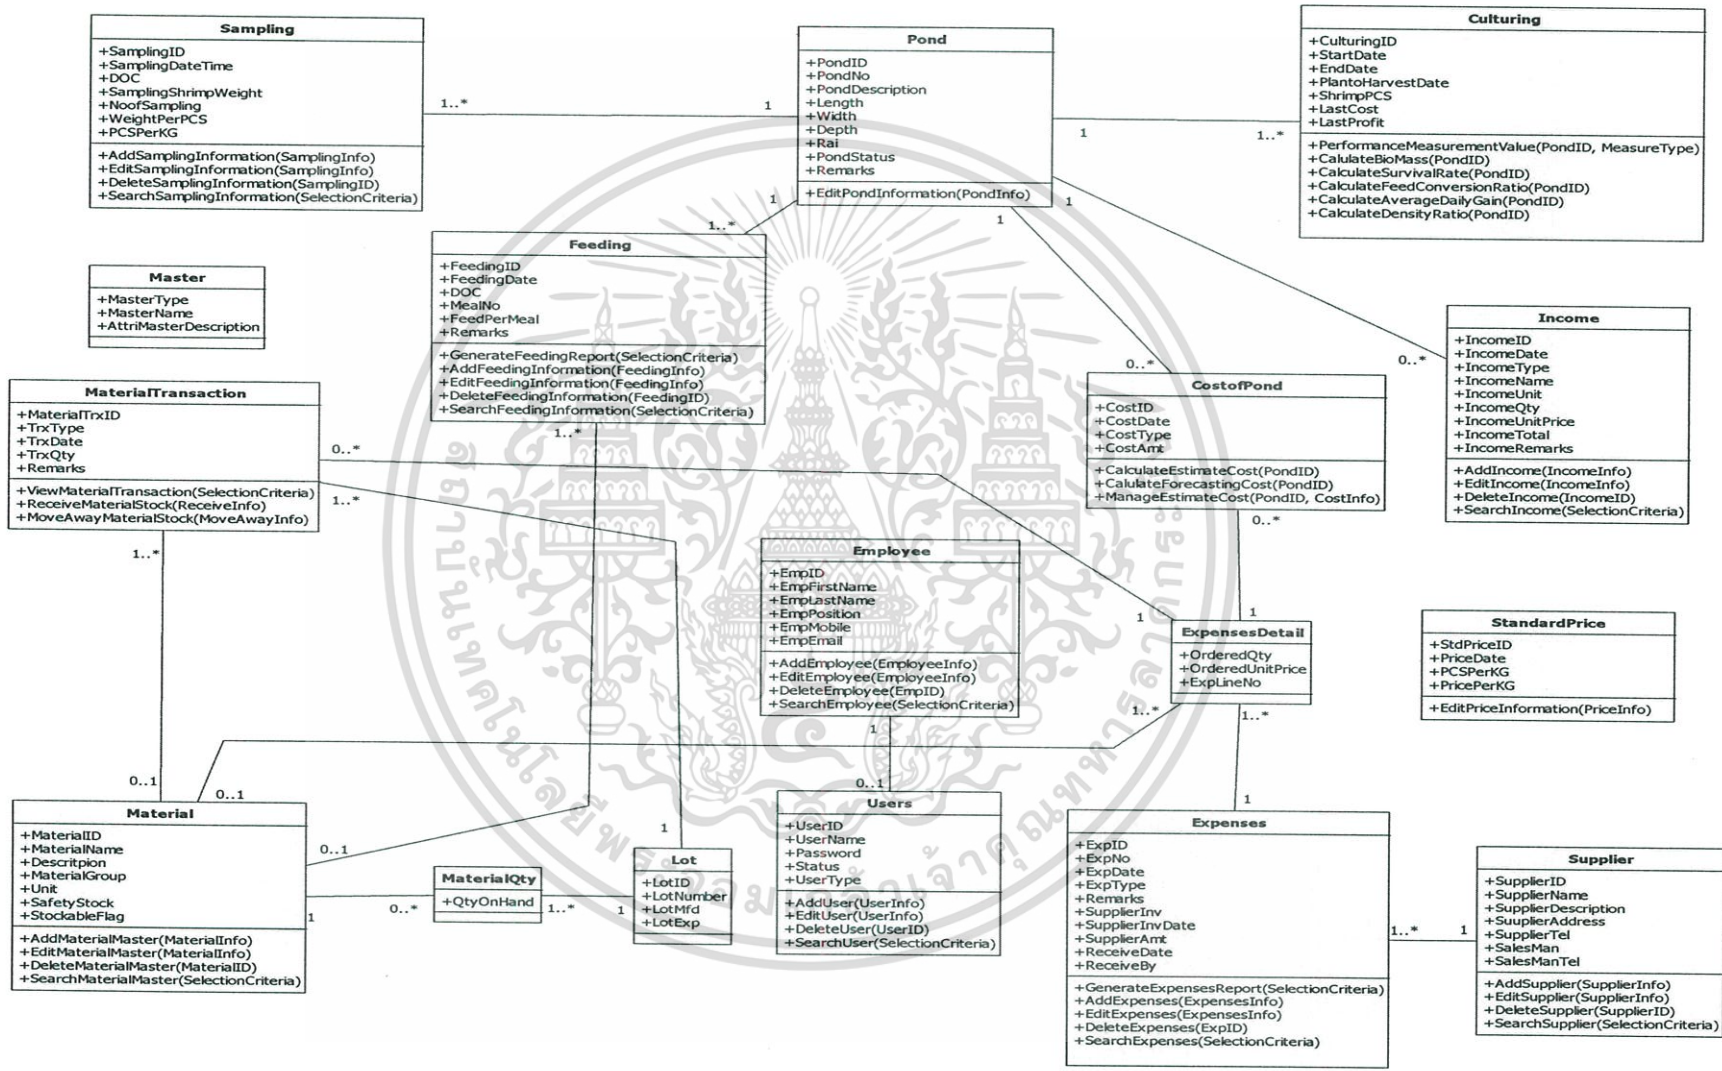 Sampling
+SamplingID
+SamplingDateTime
+DOC
+SamplingShrimpWeight
+NoofSampling
+WeightPerPCS
+PCSPerKG
+AddSamplingInformation(SamplingInfo)
+EditSamplingInformation(SamplingInfo)
+DeleteSamplingInformation(SamplingID)
+SearchSamplingInformation(SelectionCriteria)
1..*
1
Pond
+PondID
+PondNo
+PondDescription
+Length
+Width
+Depth
+Rai
+PondStatus
+Remarks
+EditPondInformation(PondInfo)
1
1..*
Culturing
+CulturingID
+StartDate
+EndDate
+PlantoHarvestDate
+ShrimpPCS
+LastCost
+LastProfit
+PerformanceMeasurementValue(PondID, MeasureType)
+CalulateBioMass(PondID)
+CalculateSurvivalRate(PondID)
+CalculateFeedConversionRatio(PondID)
+CalculateAverageDailyGain(PondID)
+CalculateDensityRatio(PondID)
1
1..*
1
1
Feeding
+FeedingID
+FeedingDate
+DOC
+MealNo
+FeedPerMeal
+Remarks
+GenerateFeedingReport(SelectionCriteria)
+AddFeedingInformation(FeedingInfo)
+EditFeedingInformation(FeedingInfo)
+DeleteFeedingInformation(FeedingID)
+SearchFeedingInformation(SelectionCriteria)
1..*
Master
+MasterType
+MasterName
+AttriMasterDescription
0..*
0..*
Income
+IncomeID
+IncomeDate
+IncomeType
+IncomeName
+IncomeUnit
+IncomeQty
+IncomeUnitPrice
+IncomeTotal
+IncomeRemarks
+AddIncome(IncomeInfo)
+EditIncome(IncomeInfo)
+DeleteIncome(IncomeID)
+SearchIncome(SelectionCriteria)
MaterialTransaction
+MaterialTrxID
+TrxType
+TrxDate
+TrxQty
+Remarks
+ViewMaterialTransaction(SelectionCriteria)
+ReceiveMaterialStock(ReceiveInfo)
+MoveAwayMaterialStock(MoveAwayInfo)
0..*
1..*
1..*
CostofPond
+CostID
+CostDate
+CostType
+CostAmt
+CalculateEstimateCost(PondID)
+CalulateForecastingCost(PondID)
+ManageEstimateCost(PondID, CostInfo)
0..*
Employee
+EmpID
+EmpFirstName
+EmpLastName
+EmpPosition
+EmpMobile
+EmpEmail
+AddEmployee(EmployeeInfo)
+EditEmployee(EmployeeInfo)
+DeleteEmployee(EmpID)
+SearchEmployee(SelectionCriteria)
1
0..1
1
1
ExpensesDetail
+OrderedQty
+OrderedUnitPrice
+ExpLineNo
1..*
1..*
1
StandardPrice
+StdPriceID
+PriceDate
+PCSPerKG
+PricePerKG
+EditPriceInformation(PriceInfo)
0..1
0..1
Material
+MaterialID
+MaterialName
+Descritpion
+MaterialGroup
+Unit
+SafetyStock
+StockableFlag
+AddMaterialMaster(MaterialInfo)
+EditMaterialMaster(MaterialInfo)
+DeleteMaterialMaster(MaterialID)
+SearchMaterialMaster(SelectionCriteria)
0..1
1
0..*
MaterialQty
+QtyOnHand
1..*
1
1
Lot
+LotID
+LotNumber
+LotMfd
+LotExp
Users
+UserID
+UserName
+Password
+Status
+UserType
+AddUser(UserInfo)
+EditUser(UserInfo)
+DeleteUser(UserID)
+SearchUser(SelectionCriteria)
Expenses
+ExpID
+ExpNo
+ExpDate
+ExpType
+Remarks
+SupplierInv
+SupplierInvDate
+SupplierAmt
+ReceiveDate
+ReceiveBy
+GenerateExpensesReport(SelectionCriteria)
+AddExpenses(ExpensesInfo)
+EditExpenses(ExpensesInfo)
+DeleteExpenses(ExpID)
+SearchExpenses(SelectionCriteria)
1..*
1
Supplier
+SupplierID
+SupplierName
+SupplierDescription
+SupplierAddress
+SupplierTel
+SalesMan
+SalesManTel
+AddSupplier(SupplierInfo)
+EditSupplier(SupplierInfo)
+DeleteSupplier(SupplierID)
+SearchSupplier(SelectionCriteria)